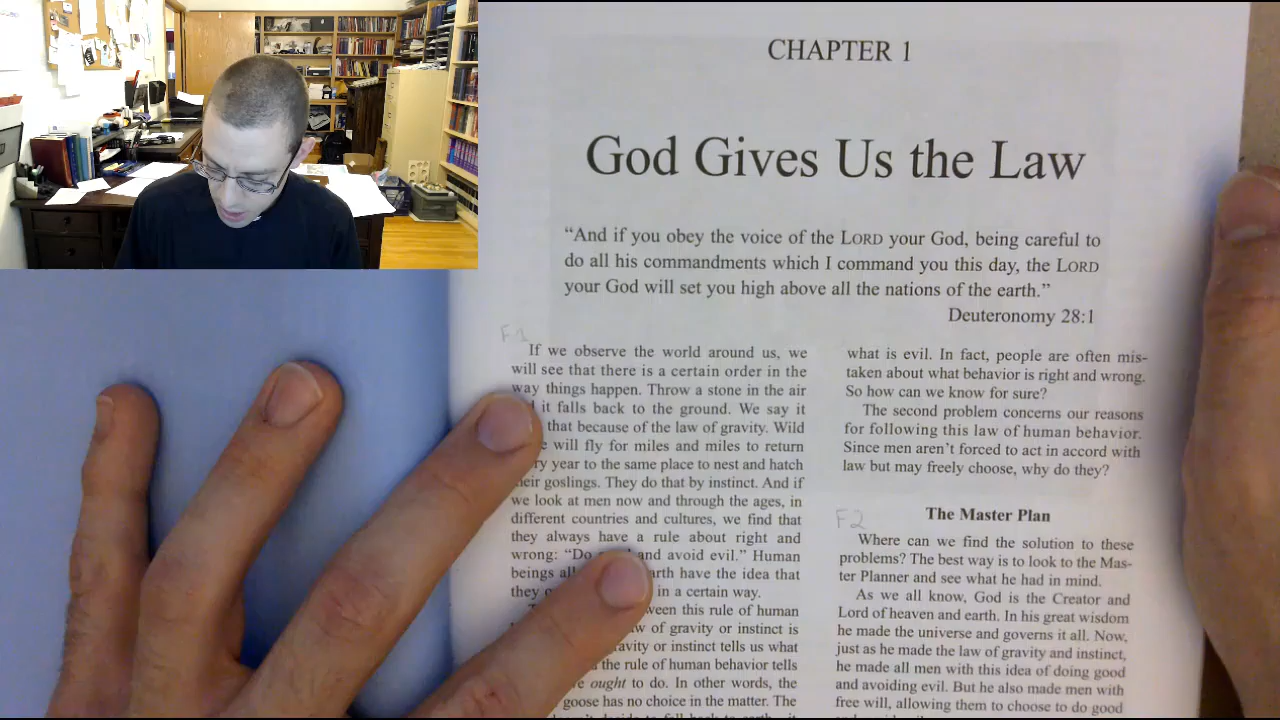 CHAPTER 1
God Gives Us the Law
“And if you obey the voice of the LORD your God, being careful to
do all his commandments which I command you this day, the LORD
your God will set you high above all the nations of the earth.”
Deuteronomy 28:1
F1
If we observe the world around us, we
will see that there is a certain order in the
way things happen. Throw a stone in the air
it falls back to the ground. We say it
that because of the law of gravity. Wild
will fly for miles and miles to return
year to the same place to nest and hatch
their goslings. They do that by instinct. And if
we look at men now and through the ages, in
different countries and cultures, we find that
they always have a rule about right and
wrong: “Do and avoid evil.” Human
beings all have the idea that
they in a certain way.
this rule of human
of gravity or instinct is
gravity or instinct tells us what
the rule of human behavior tells
ought to do. In other words, the
goose has no choice in the matter. The
what is evil. In fact, people are often mis-
taken about what behavior is right and wrong.
So how can we know for sure?
The second problem concerns our reasons
for following this law of human behavior.
Since men aren’t forced to act in accord with
law but may freely choose, why do they?
F2
The Master Plan
Where can we find the solution to these
problems? The best way is to look to the Mas-
ter Planner and see what he had in mind.
As we all know, God is the Creator and
Lord of heaven and earth. In his great wisdom
he made the universe and governs it all. Now,
just as he made the law of gravity and instinct,
he made all men with this idea of doing good
and avoiding evil. But he also made men with
free will, allowing them to choose to do good